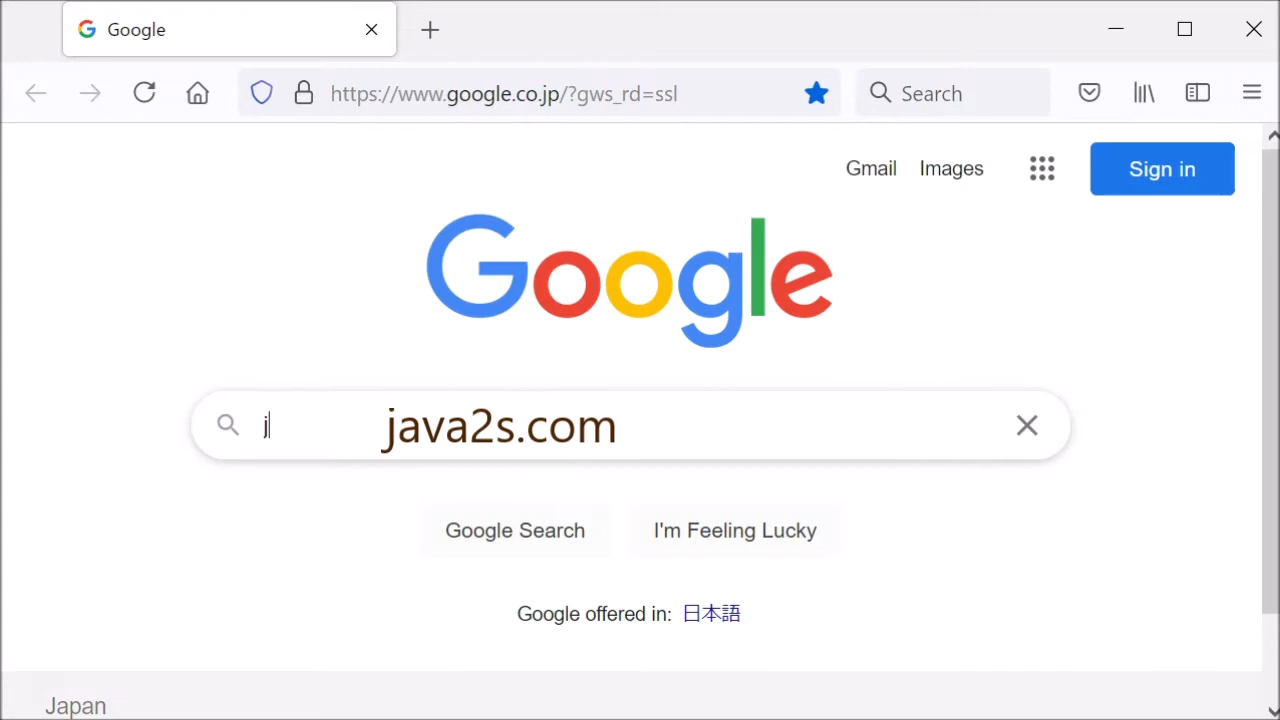 Google
https://www.google.co.jp/?gws_rd=ssl
Search
Gmail
Images
Sign in
Google
j
java2s.com
Google Search
I'm Feeling Lucky
Google offered in: 日本語
Japan